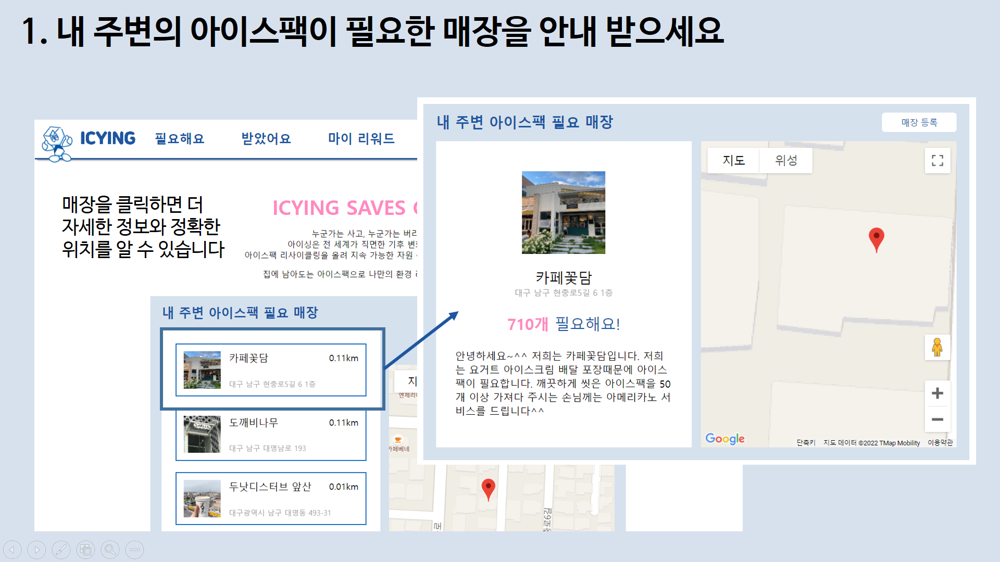 1. 내 주변의 아이스팩이 필요한 매장을 안내 받으세요
ICYING
필요해요
받았어요
마이 리워드
매장을 클릭하면 더
자세한 정보와 정확한
위치를 알 수 있습니다
ICYING SAVES
누군가는 사고, 누군가는 버리
아이싱은 전 세계가 직면한 기후 변
아이스팩 리사이클링을 올려 지속 가능한 자원
집에 남아도는 아이스팩으로 나만의 환경
내 주변 아이스팩 필요 매장
카페꽃담
0.11km
대구 남구 현충로5길 6 1층
도깨비나무
0.11km
대구 남구 대명남로 193
두낫디스터브 앞산
0.01km
대구광역시 남구 대명동 493-31
지
엔제리너
카페베네
로
로6길
내 주변 아이스팩 필요 매장
매장 등록
카페꽃담
대구 남구 현충로5길 6 1층
710개 필요해요!
안녕하세요~^^ 저희는 카페꽃담입니다. 저희
는 요거트 아이스크림 배달 포장때문에 아이스
팩이 필요합니다. 깨끗하게 씻은 아이스팩을 50
개 이상 가져다 주시는 손님께는 아메리카노 서
비스를 드립니다^^
지도
위성
Google
단축키
지도 데이터 ©2022 TMap Mobility
이용약관